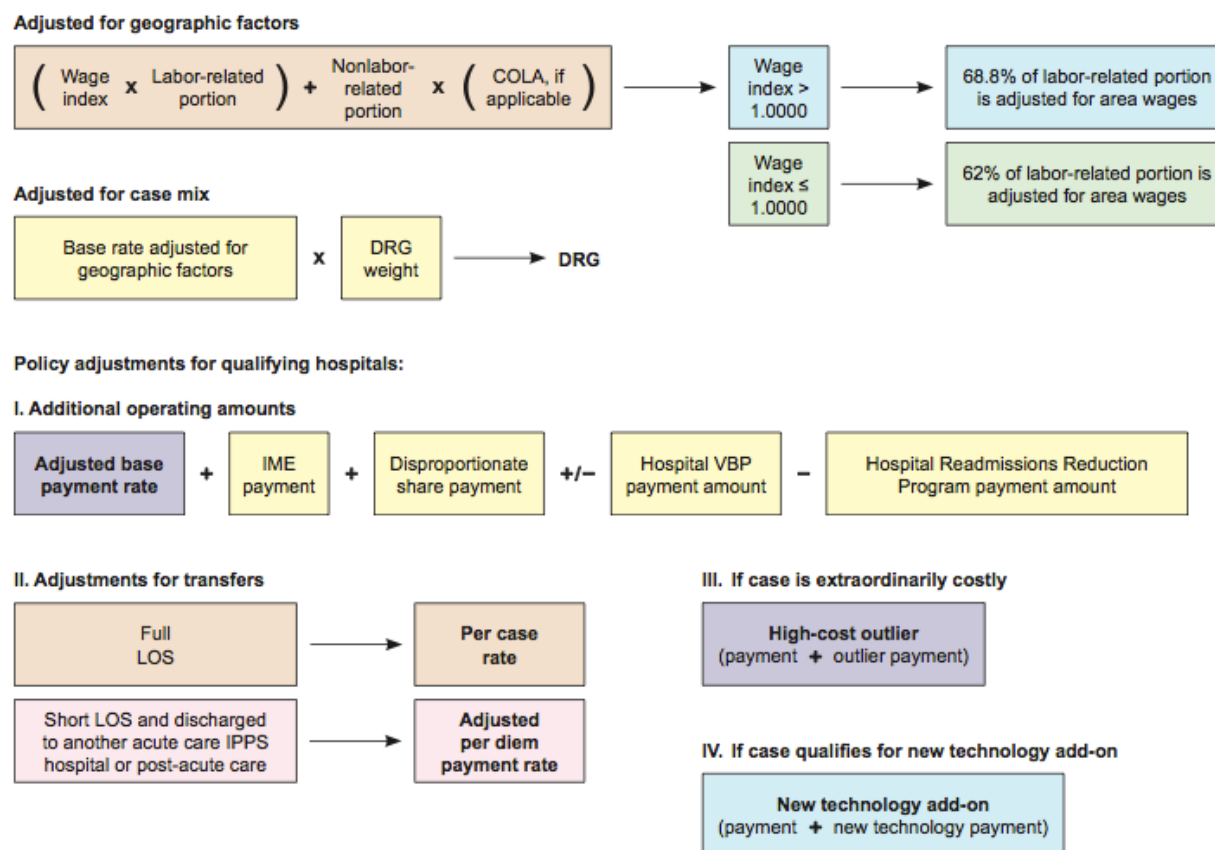 Adjusted for geographic factors
( Wage index x Labor-related portion ) + Nonlabor-related portion x ( COLA, if applicable )
Wage
index >
1.0000
68.8% of labor-related portion
is adjusted for area wages
Wage
index ≤
1.0000
62% of labor-related portion is
adjusted for area wages
Adjusted for case mix
Base rate adjusted for
geographic factors
x
DRG
weight
DRG
Policy adjustments for qualifying hospitals:
I. Additional operating amounts
Adjusted base
payment rate
+
IME
payment
+
Disproportionate
share payment
+/−
Hospital VBP
payment amount
−
Hospital Readmissions Reduction
Program payment amount
II. Adjustments for transfers
Full
LOS
Per case
rate
Short LOS and discharged
to another acute care IPPS
hospital or post-acute care
Adjusted
per diem
payment rate
III. If case is extraordinarily costly
High-cost outlier
(payment + outlier payment)
IV. If case qualifies for new technology add-on
New technology add-on
(payment + new technology payment)